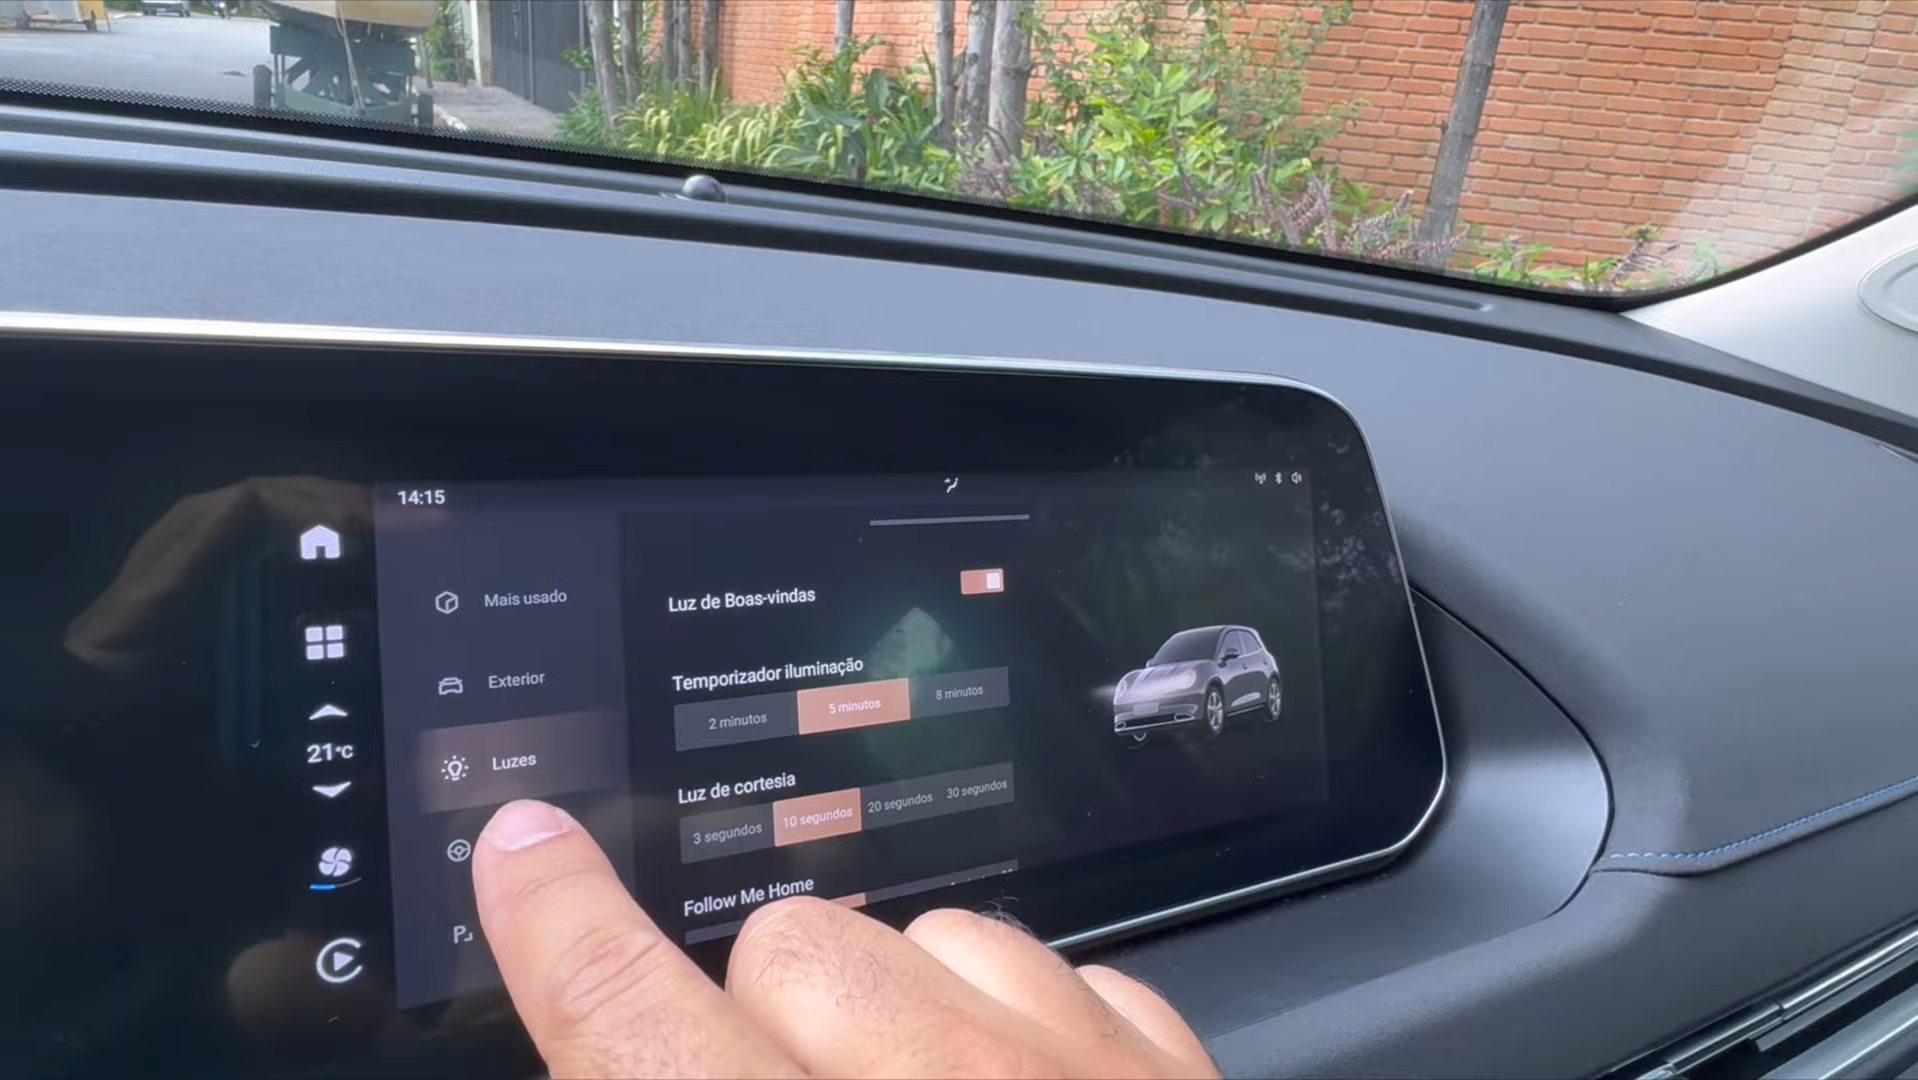 14:15
Mais usado
Exterior
21°C
Luzes
Luz de Boas-vindas
Temporizador iluminação
2 minutos
5 minutos
8 minutos
Luz de cortesia
3 segundos
10 segundos
20 segundos
30 segundos
Follow Me Home